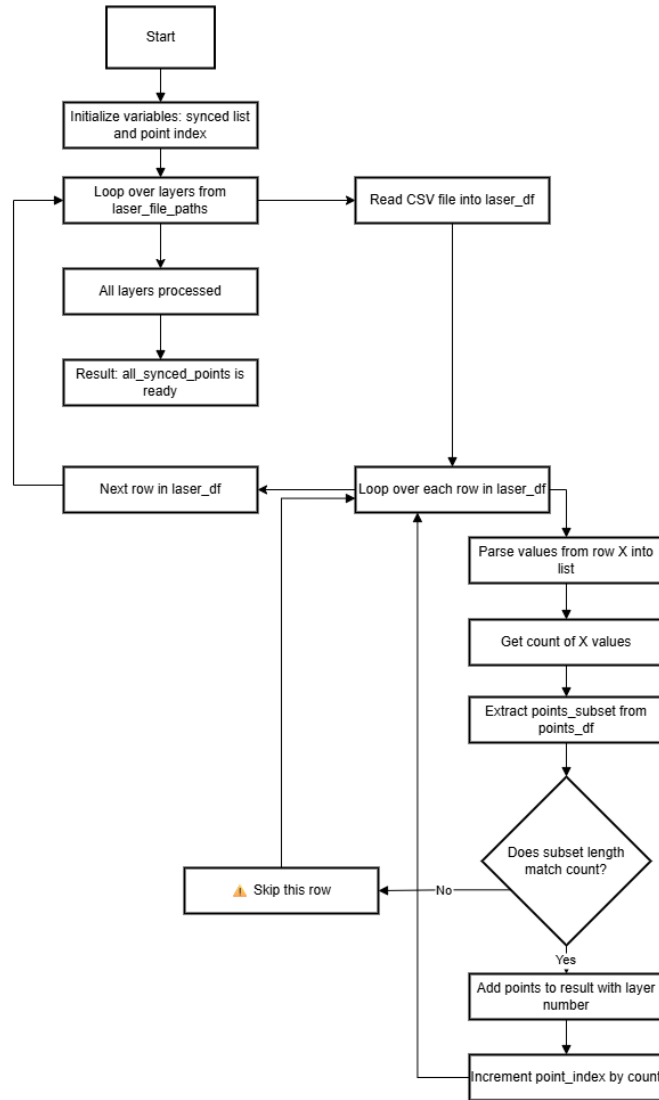 Start
Initialize variables: synced list
and point index
Loop over layers from
laser_file_paths
Read CSV file into laser_df
All layers processed
Result: all_synced_points is
ready
Next row in laser_df
Loop over each row in laser_df
Parse values from row X into
list
Get count of X values
Extract points_subset from
points_df
Does subset length
match count?
No
⚠ Skip this row
Yes
Add points to result with layer
number
Increment point_index by count